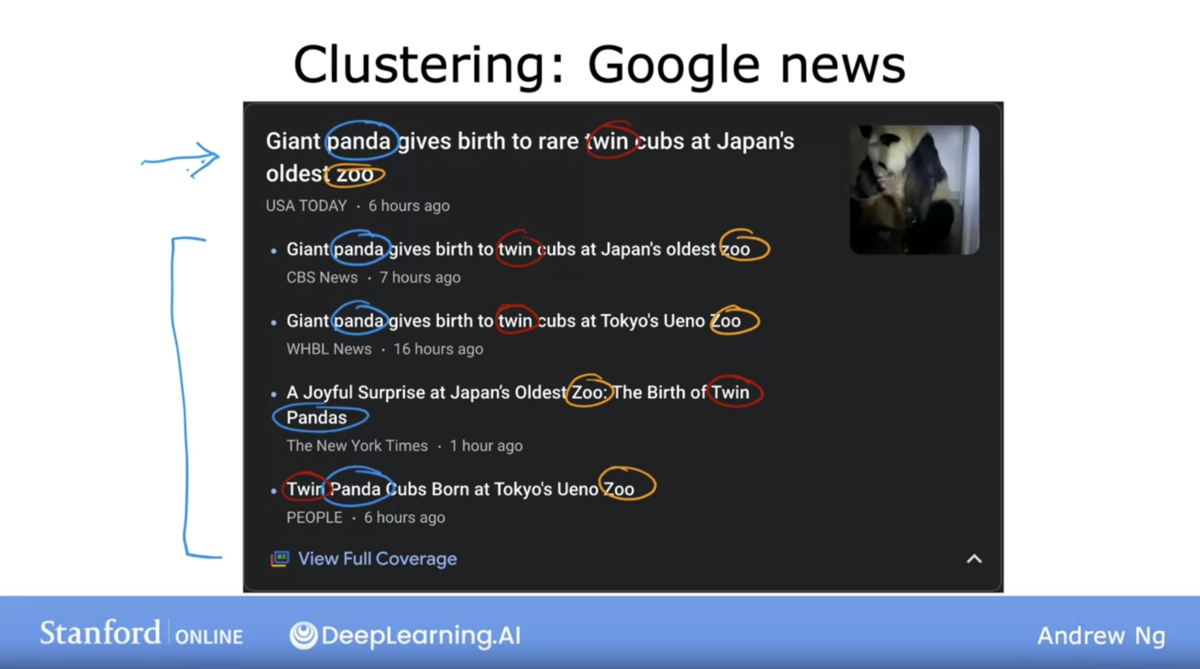 Clustering: Google news
Giant panda gives birth to rare twin cubs at Japan's
oldest zoo
USA TODAY · 6 hours ago
• Giant panda gives birth to twin cubs at Japan's oldest zoo
CBS News · 7 hours ago
• Giant panda gives birth to twin cubs at Tokyo's Ueno Zoo
WHBL News · 16 hours ago
• A Joyful Surprise at Japan’s Oldest Zoo: The Birth of Twin
Pandas
The New York Times · 1 hour ago
• Twin Panda Cubs Born at Tokyo's Ueno Zoo
PEOPLE · 6 hours ago
View Full Coverage
Stanford | ONLINE DeepLearning.AI Andrew Ng